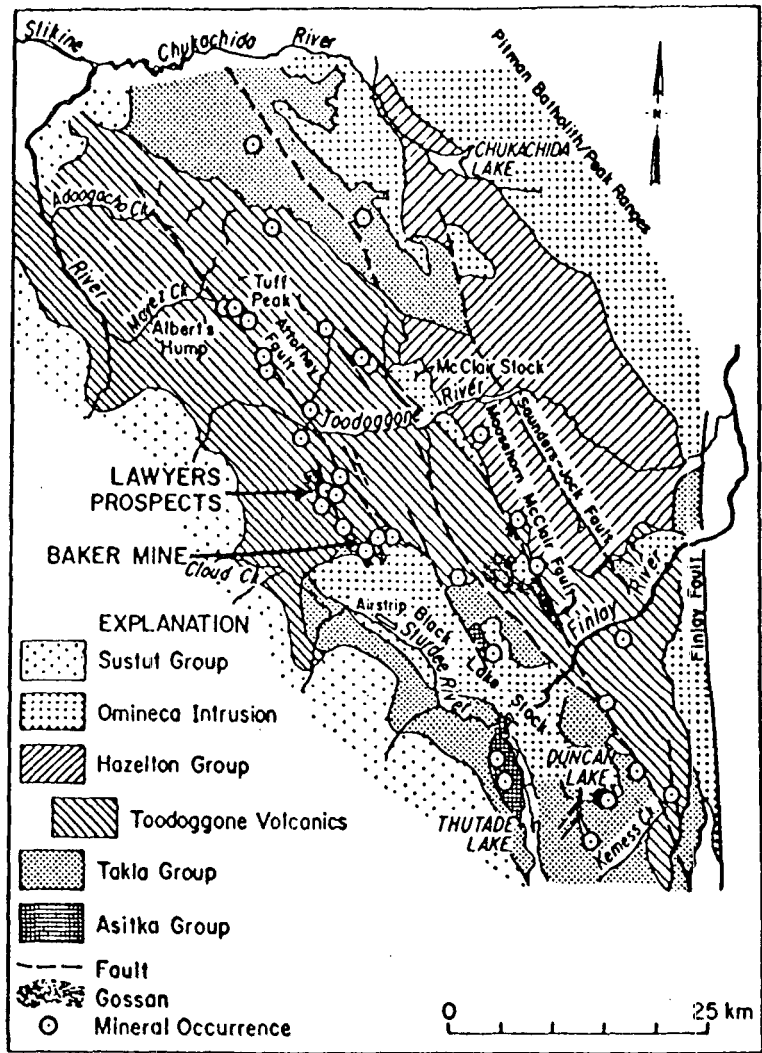 Stikine
Chukachida River
Pitman Batholith/Peak Ranges
N
CHUKACHIDA
LAKE
Adoogacho Ck
River
Moyez Ck
Tuff
Peak
Albert's
Hump
Attorney
Fault
McClair Stock
Toodoggone River
Saunders-Jock Fault
Moosehorn McClair Fault
LAWYERS
PROSPECTS
BAKER MINE
Cloud Ck
Finlay River
Finlay Fault
Airstrip
Black Lake Stock
Sturdee River
DUNCAN
LAKE
THUTADE
LAKE
Kemess Ck
EXPLANATION
Sustut Group
Omineca Intrusion
Hazelton Group
Toodoggone Volcanics
Takla Group
Asitka Group
Fault
Gossan
Mineral Occurrence
0 25 km